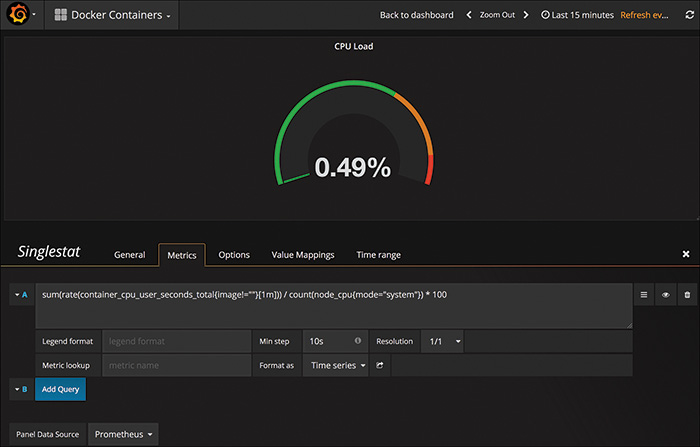 Docker Containers
Back to dashboard
Zoom Out
Last 15 minutes
Refresh ev...
CPU Load
0.49%
Singlestat
General
Metrics
Options
Value Mappings
Time range
A
sum(rate(container_cpu_user_seconds_total{image!=""}[1m])) / count(node_cpu{mode="system"}) * 100
Legend format
legend format
Min step
10s
Resolution
1/1
Metric lookup
metric name
Format as
Time series
B
Add Query
Panel Data Source
Prometheus